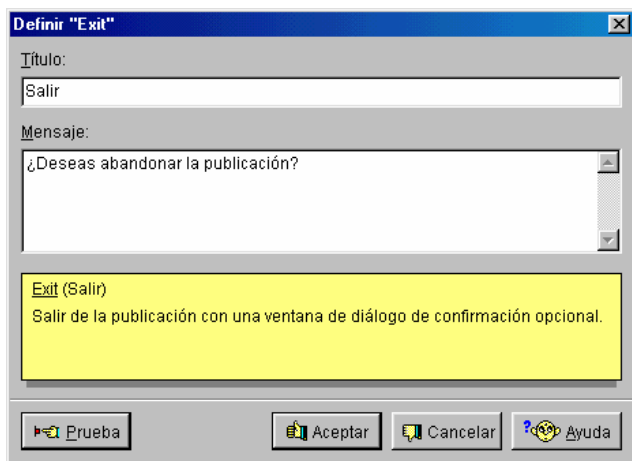 Definir "Exit"
Título:
Salir
Mensaje:
¿Deseas abandonar la publicación?
Exit (Salir)
Salir de la publicación con una ventana de diálogo de confirmación opcional.
Prueba Aceptar Cancelar ? Ayuda